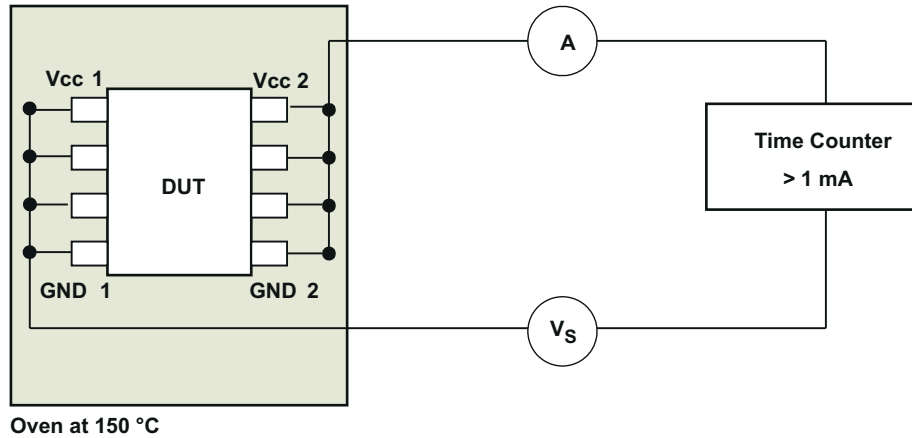 A
Vcc 1
Vcc 2
Time Counter
> 1 mA
DUT
GND 1
GND 2
VS
Oven at 150 °C